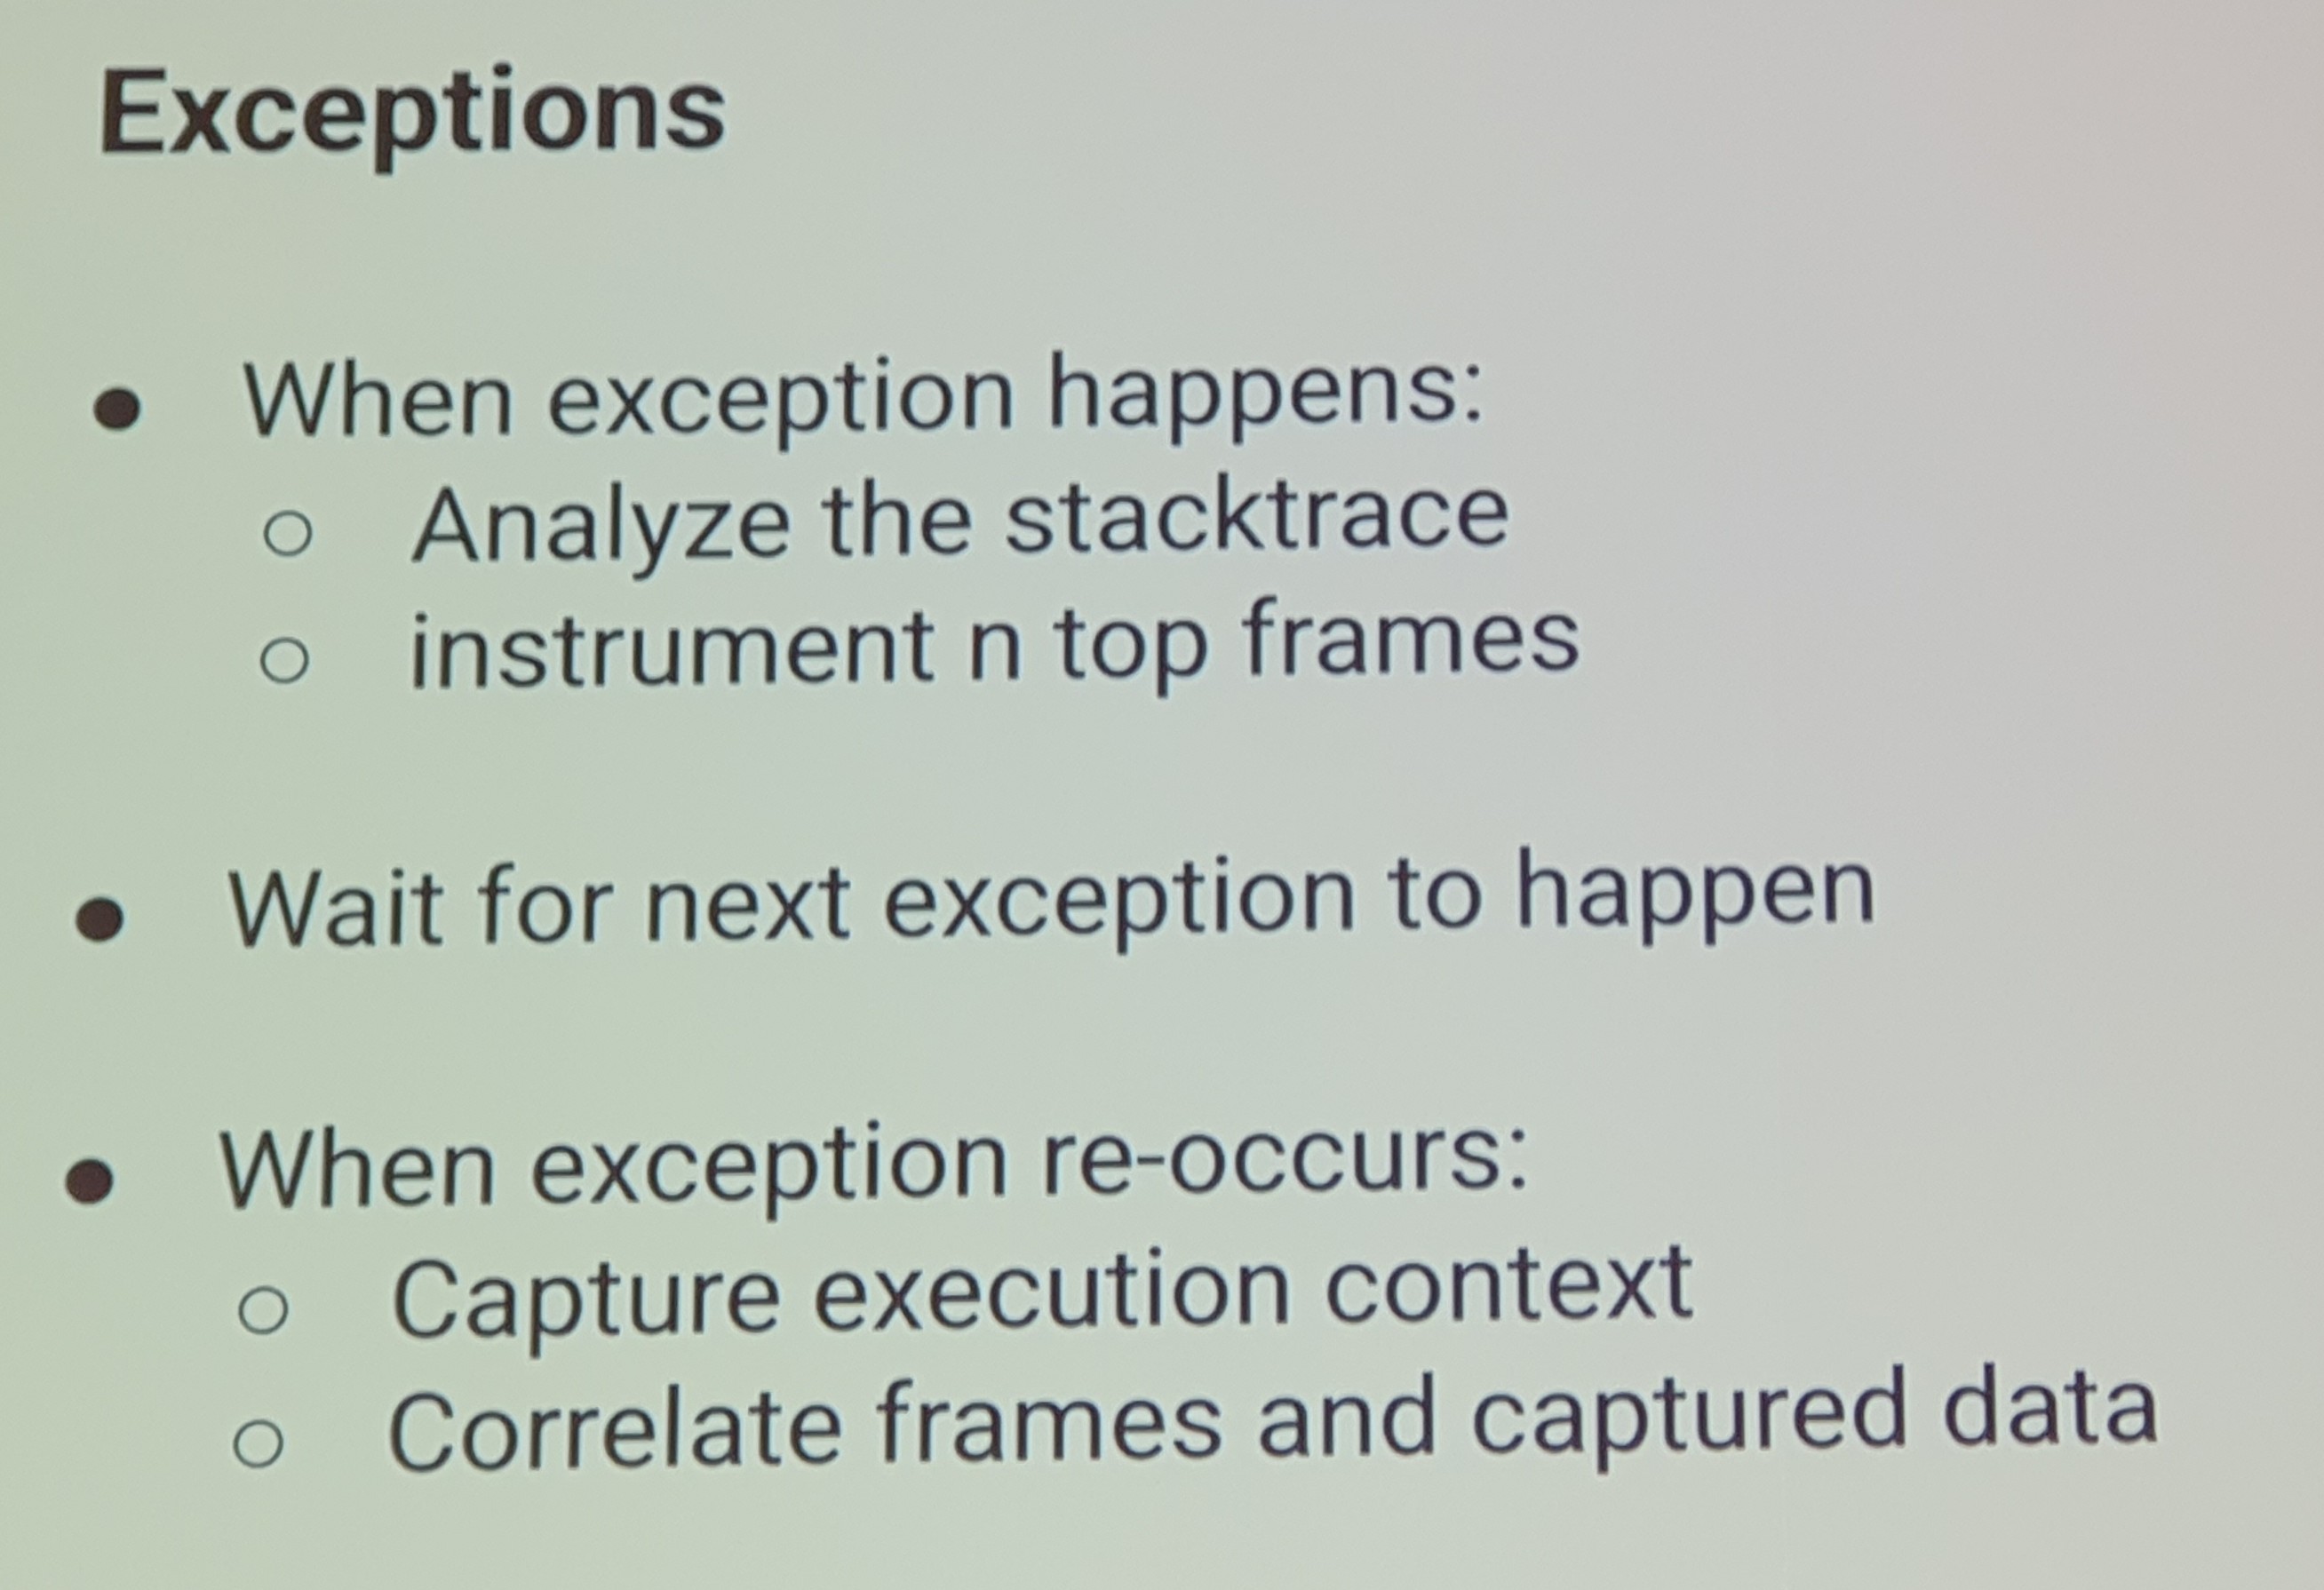 Exceptions
● When exception happens:
○ Analyze the stacktrace
○ instrument n top frames
● Wait for next exception to happen
● When exception re-occurs:
○ Capture execution context
○ Correlate frames and captured data